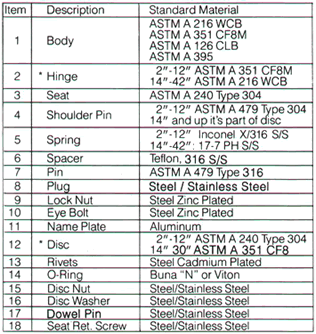 Item Description Standard Material
1 Body ASTM A 216 WCB
ASTM A 351 CF8M
ASTM A 126 CLB
ASTM A 395
2 * Hinge 2"-12" ASTM A 351 CF8M
14"-42" ASTM A 216 WCB
3 Seat ASTM A 240 Type 304
4 Shoulder Pin 2"-12" ASTM A 479 Type 304
14" and up it's part of disc
5 Spring 2"-12" Inconel X/316 S/S
14"-42": 17-7 PH S/S
6 Spacer Teflon, 316 S/S
7 Pin ASTM A 479 Type 316
8 Plug Steel / Stainless Steel
9 Lock Nut Steel Zinc Plated
10 Eye Bolt Steel Zinc Plated
11 Name Plate Aluminum
12 * Disc 2"-12" ASTM A 240 Type 304
14" 30" ASTM A 351 CF8
13 Rivets Steel Cadmium Plated
14 O-Ring Buna "N" or Viton
15 Disc Nut Steel/Stainless Steel
16 Disc Washer Steel/Stainless Steel
17 Dowel Pin Steel/Stainless Steel
18 Seat Ret. Screw Steel/Stainless Steel